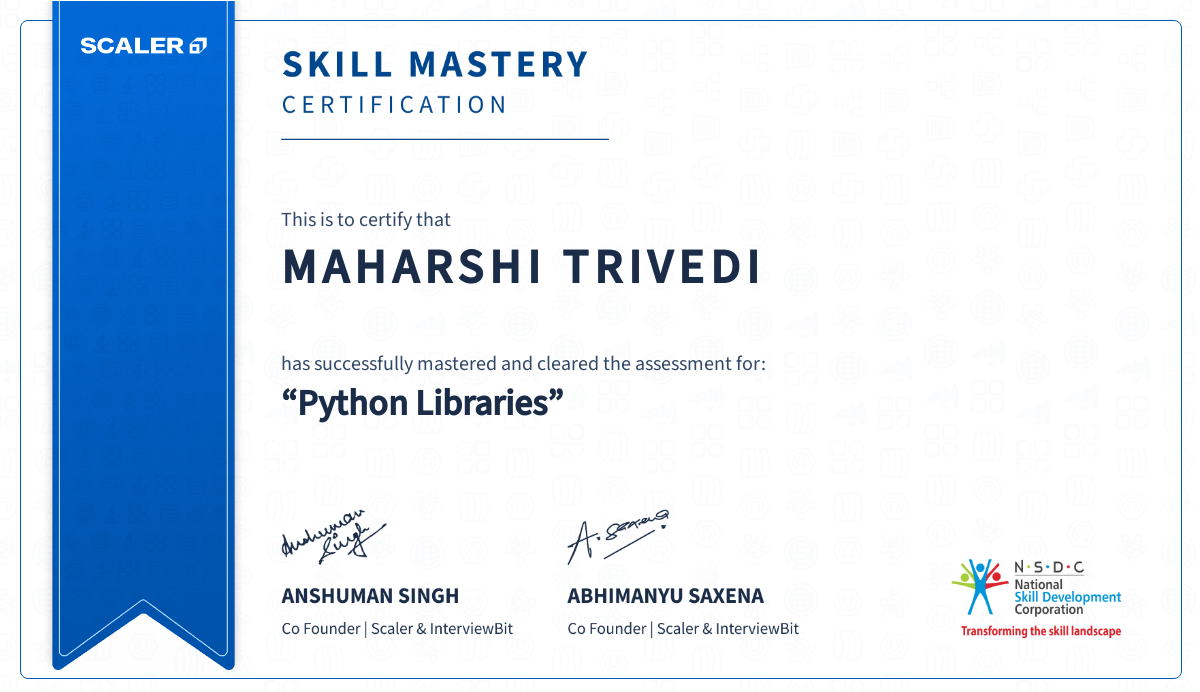 SCALER
SKILL MASTERY
CERTIFICATION
This is to certify that
MAHARSHI TRIVEDI
has successfully mastered and cleared the assessment for:
“Python Libraries”
Anshuman Singh
A. Saxena
ANSHUMAN SINGH
Co Founder | Scaler & InterviewBit
ABHIMANYU SAXENA
Co Founder | Scaler & InterviewBit
N·S·D·C
National
Skill Development
Corporation
Transforming the skill landscape